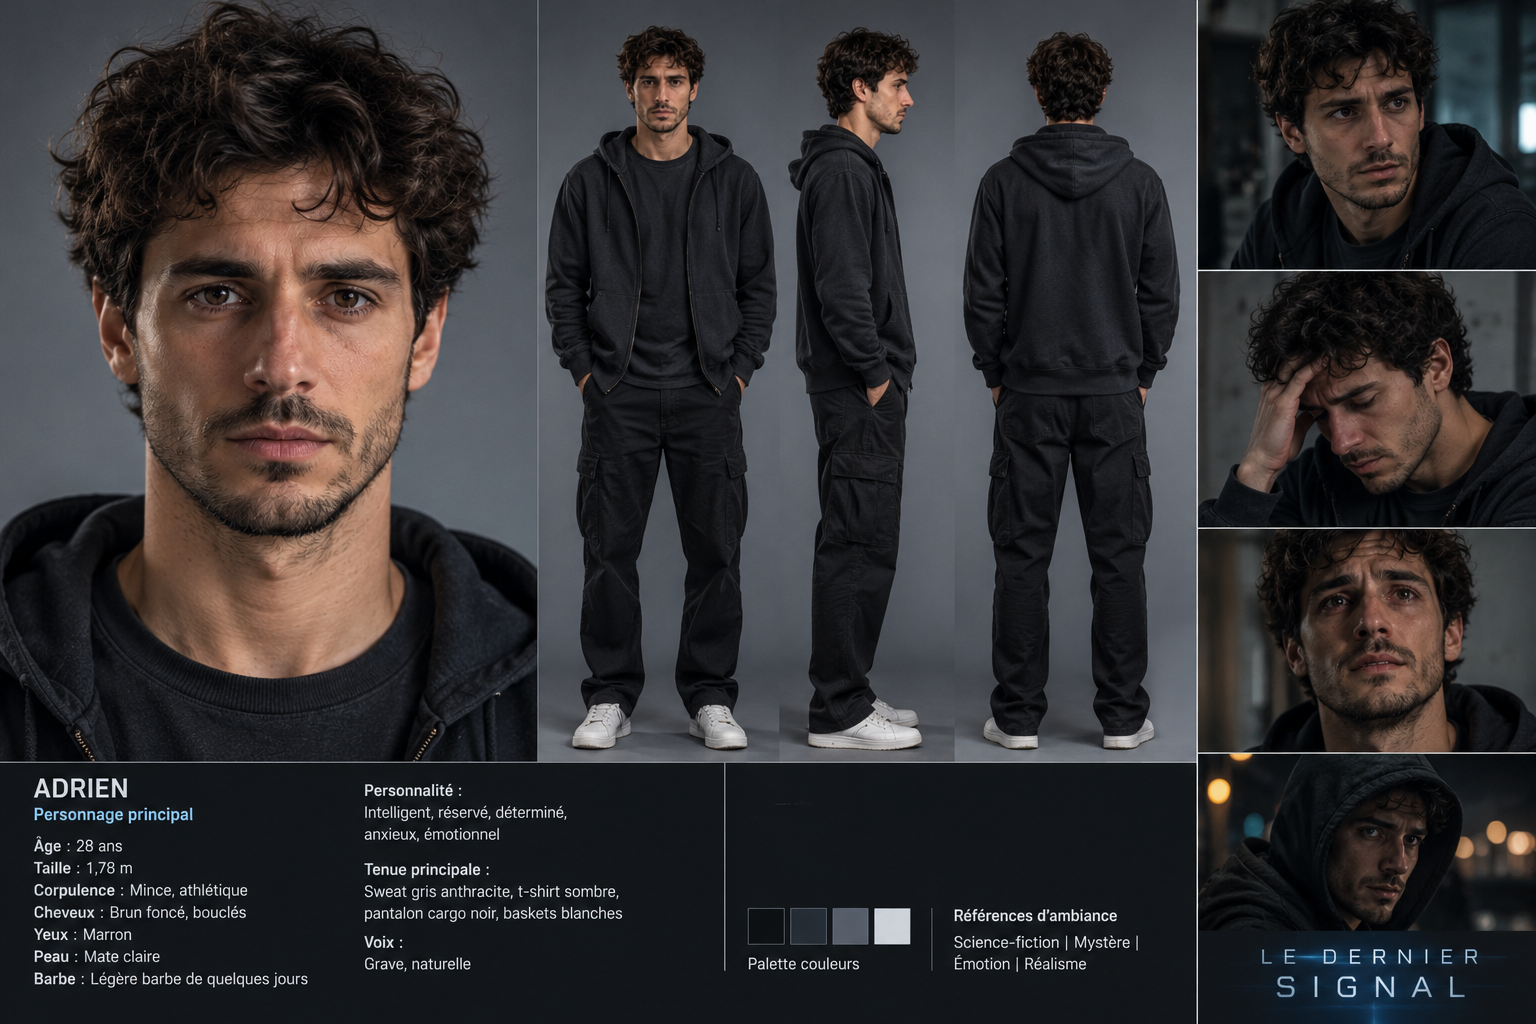 ADRIEN
Personnage principal
Âge : 28 ans
Taille : 1,78 m
Corpulence : Mince, athlétique
Cheveux : Brun foncé, bouclés
Yeux : Marron
Peau : Mate claire
Barbe : Légère barbe de quelques jours
Personnalité :
Intelligent, réservé, déterminé,
anxieux, émotionnel
Tenue principale :
Sweat gris anthracite, t-shirt sombre,
pantalon cargo noir, baskets blanches
Voix :
Grave, naturelle
Palette couleurs
Références d'ambiance
Science-fiction | Mystère |
Émotion | Réalisme
LE DERNIER
SIGNAL